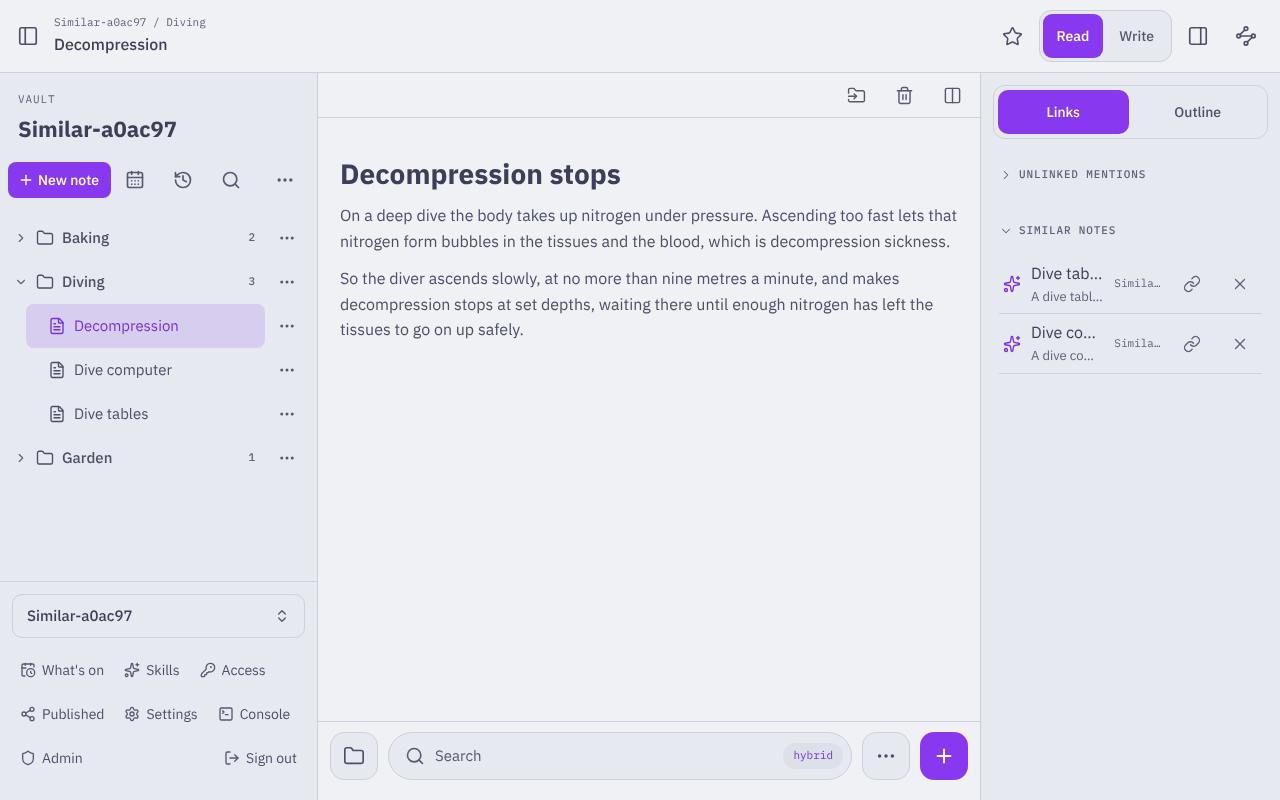 Similar-a0ac97 / Diving
Decompression
Read
Write
VAULT
Similar-a0ac97
New note
Baking 2
Diving 3
Decompression
Dive computer
Dive tables
Garden 1
Similar-a0ac97
What's on
Skills
Access
Published
Settings
Console
Admin
Sign out
Decompression stops
On a deep dive the body takes up nitrogen under pressure. Ascending too fast lets that
nitrogen form bubbles in the tissues and the blood, which is decompression sickness.
So the diver ascends slowly, at no more than nine metres a minute, and makes
decompression stops at set depths, waiting there until enough nitrogen has left the
tissues to go on up safely.
Search
hybrid
Links
Outline
UNLINKED MENTIONS
SIMILAR NOTES
Dive tab...
Simila...
A dive tabl...
Dive co...
Simila...
A dive co...